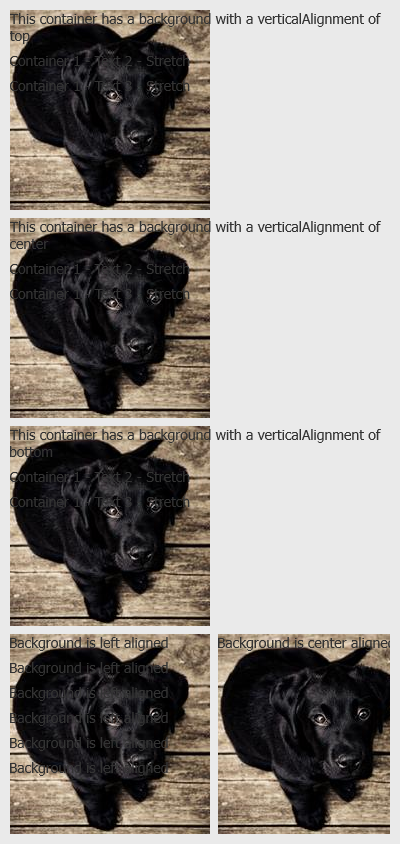 This container has a background with a verticalAlignment of
top
Container 1 - Text 2 - Stretch
Container 1 - Text 3 - Stretch
This container has a background with a verticalAlignment of
center
Container 1 - Text 2 - Stretch
Container 1 - Text 3 - Stretch
This container has a background with a verticalAlignment of
bottom
Container 1 - Text 2 - Stretch
Container 1 - Text 3 - Stretch
Background is left aligned
Background is left aligned
Background is left aligned
Background is left aligned
Background is left aligned
Background is left aligned
Background is center aligned